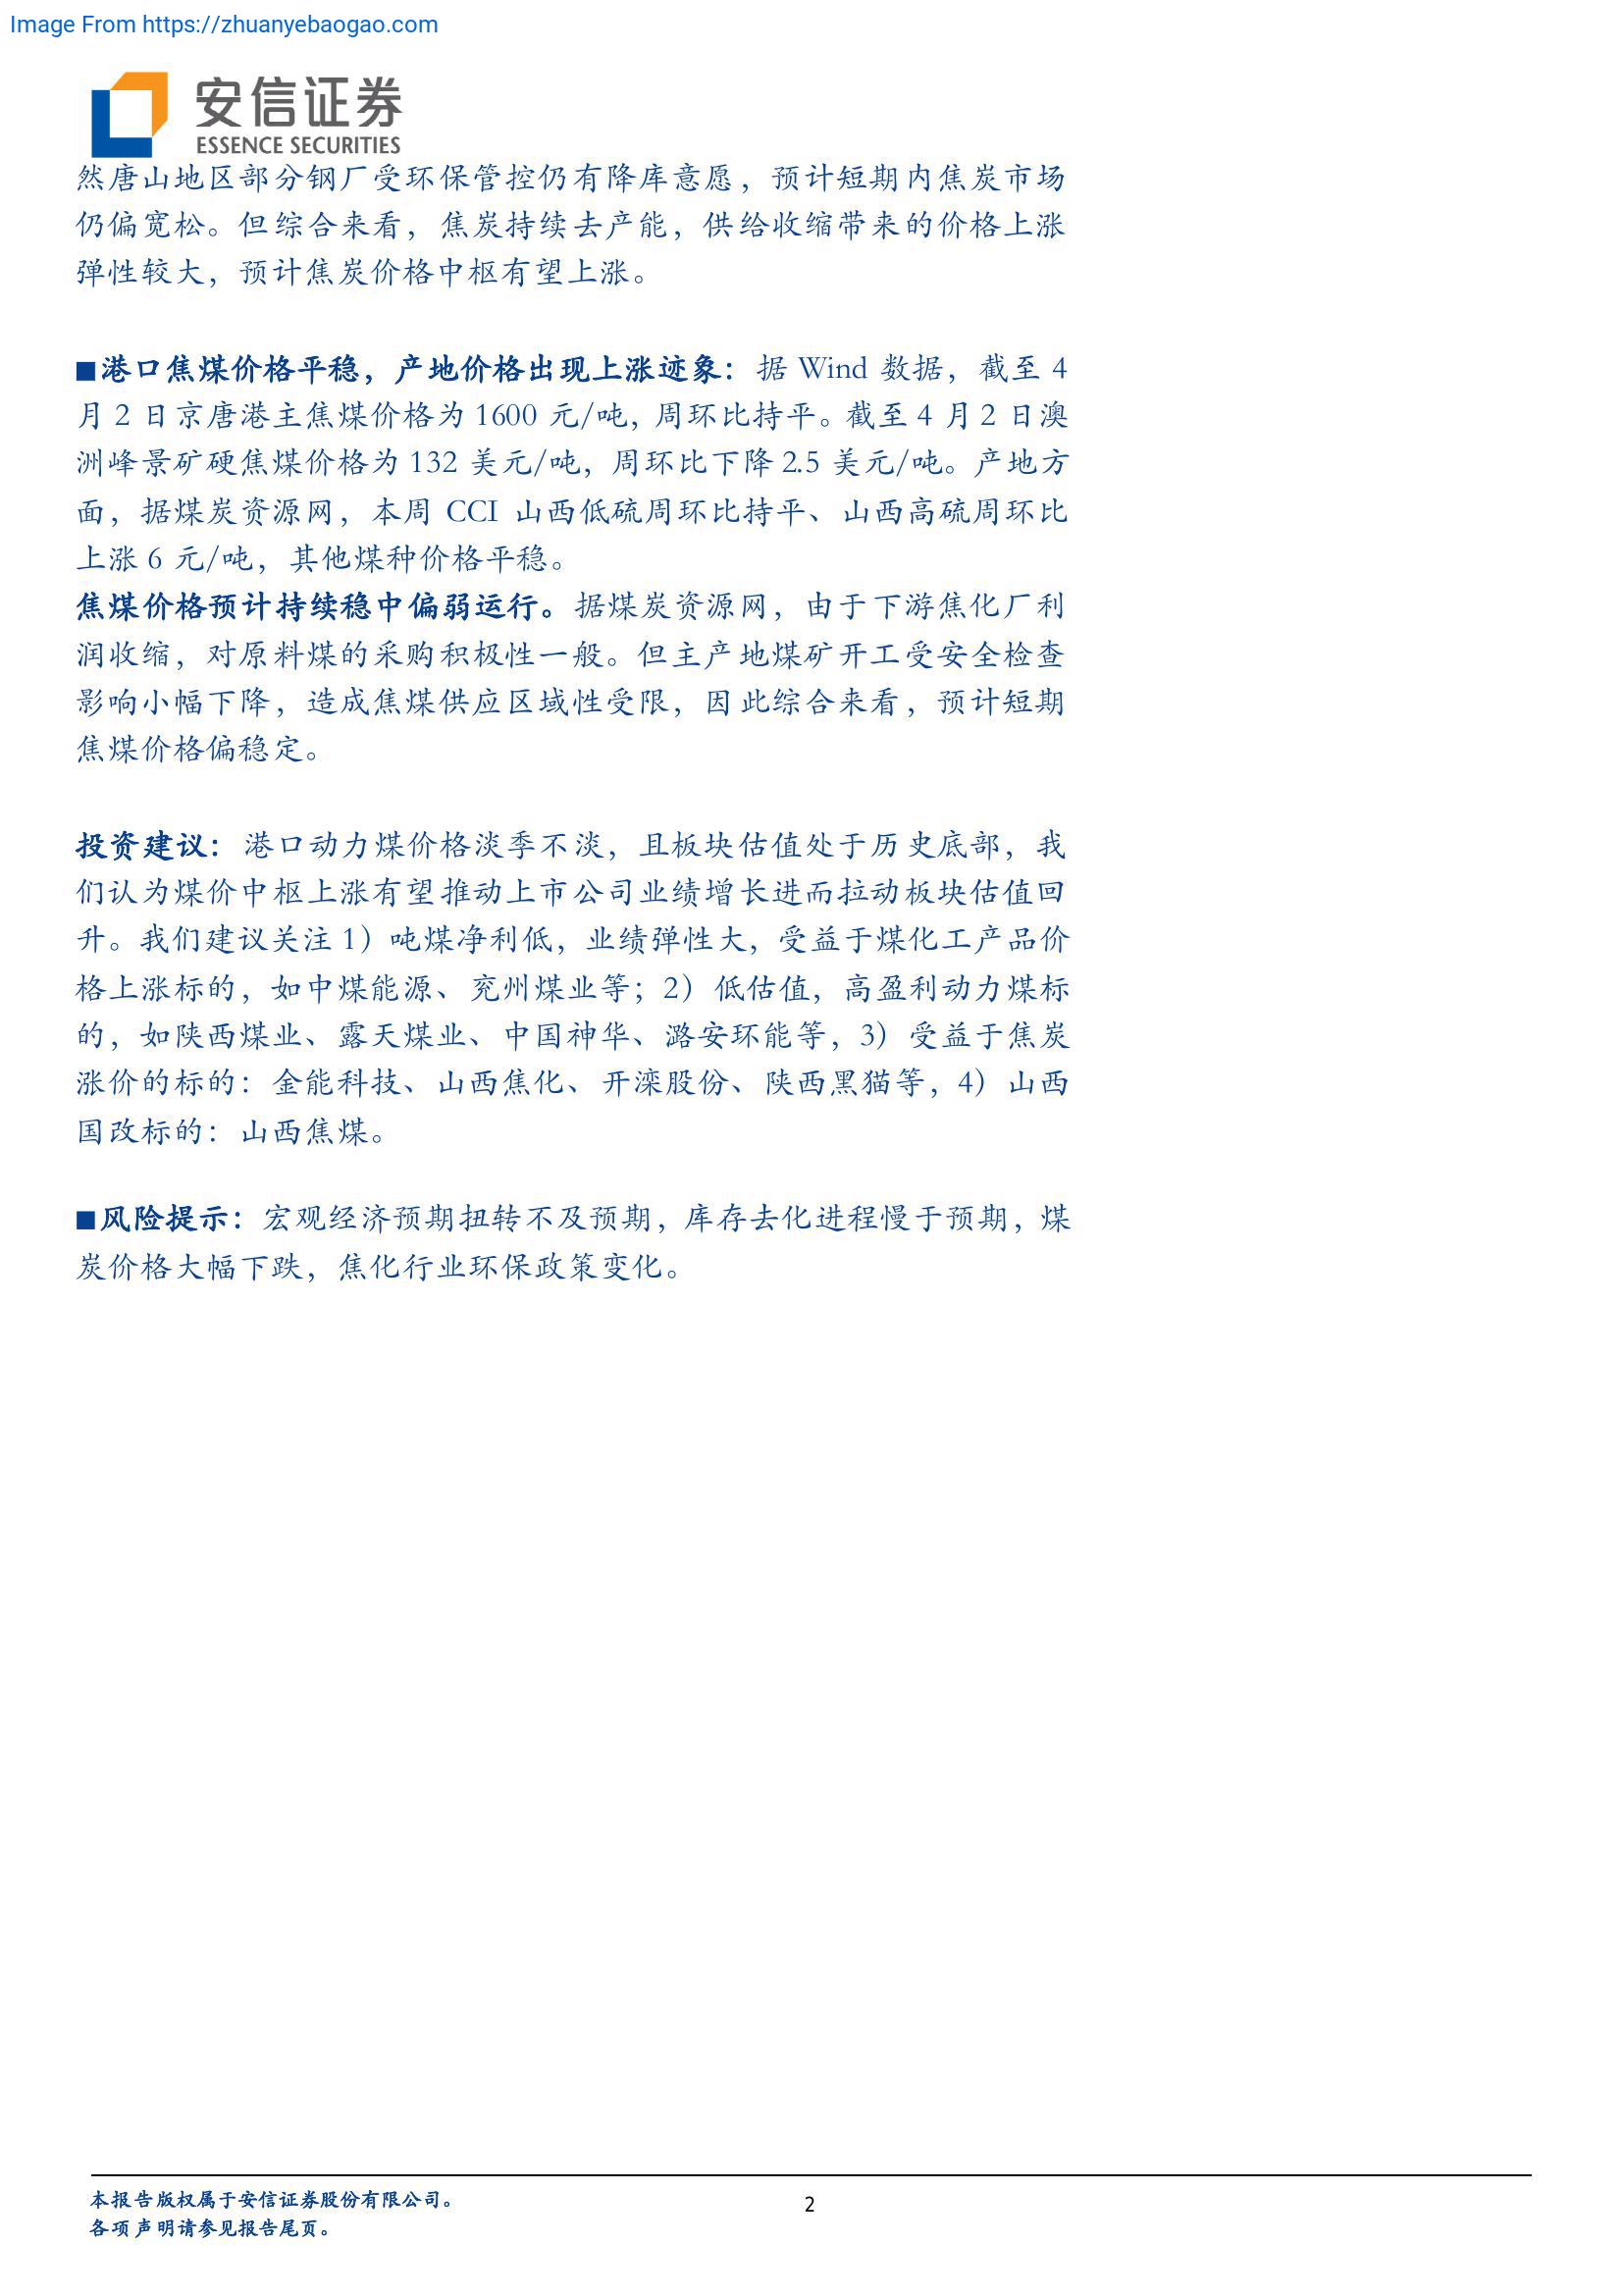 Image From https://zhuanyebaogao.com
安信证券
ESSENCE SECURITIES
然唐山地区部分钢厂受环保管控仍有降库意愿，预计短期内焦炭市场
仍偏宽松。但综合来看，焦炭持续去产能，供给收缩带来的价格上涨
弹性较大，预计焦炭价格中枢有望上涨。
■港口焦煤价格平稳，产地价格出现上涨迹象：据 Wind 数据，截至 4
月 2 日京唐港主焦煤价格为 1600 元/吨，周环比持平。截至 4 月 2 日澳
洲峰景矿硬焦煤价格为 132 美元/吨，周环比下降 2.5 美元/吨。产地方
面，据煤炭资源网，本周 CCI 山西低硫周环比持平、山西高硫周环比
上涨 6 元/吨，其他煤种价格平稳。
焦煤价格预计持续稳中偏弱运行。据煤炭资源网，由于下游焦化厂利
润收缩，对原料煤的采购积极性一般。但主产地煤矿开工受安全检查
影响小幅下降，造成焦煤供应区域性受限，因此综合来看，预计短期
焦煤价格偏稳定。
投资建议：港口动力煤价格淡季不淡，且板块估值处于历史底部，我
们认为煤价中枢上涨有望推动上市公司业绩增长进而拉动板块估值回
升。我们建议关注 1）吨煤净利低，业绩弹性大，受益于煤化工产品价
格上涨标的，如中煤能源、兖州煤业等；2）低估值，高盈利动力煤标
的，如陕西煤业、露天煤业、中国神华、潞安环能等，3）受益于焦炭
涨价的标的：金能科技、山西焦化、开滦股份、陕西黑猫等，4）山西
国改标的：山西焦煤。
■风险提示：宏观经济预期扭转不及预期，库存去化进程慢于预期，煤
炭价格大幅下跌，焦化行业环保政策变化。
本报告版权属于安信证券股份有限公司。
各项声明请参见报告尾页。
2